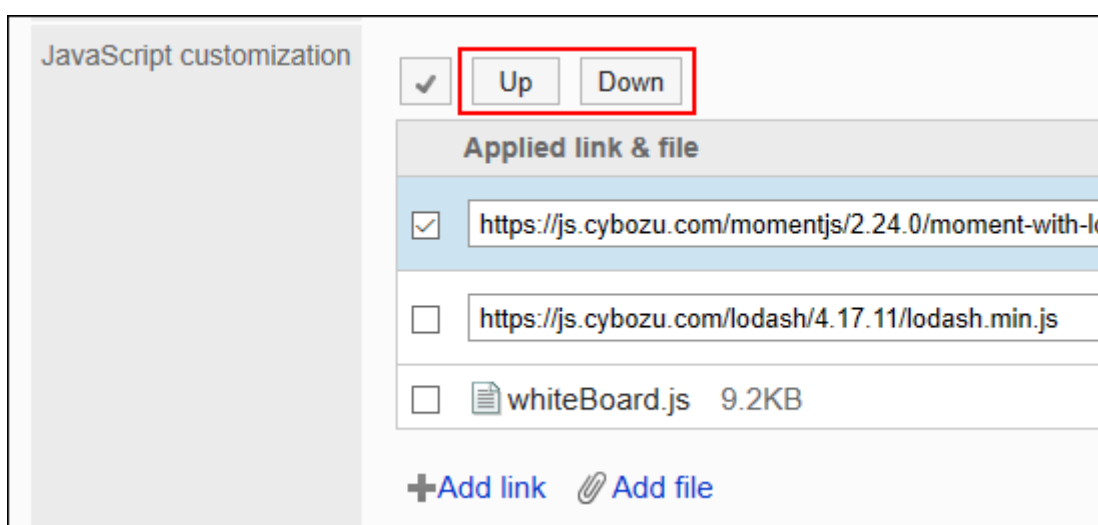 JavaScript customization
Up Down
Applied link & file
https://js.cybozu.com/momentjs/2.24.0/moment-with-l
https://js.cybozu.com/lodash/4.17.11/lodash.min.js
whiteBoard.js 9.2KB
Add link Add file